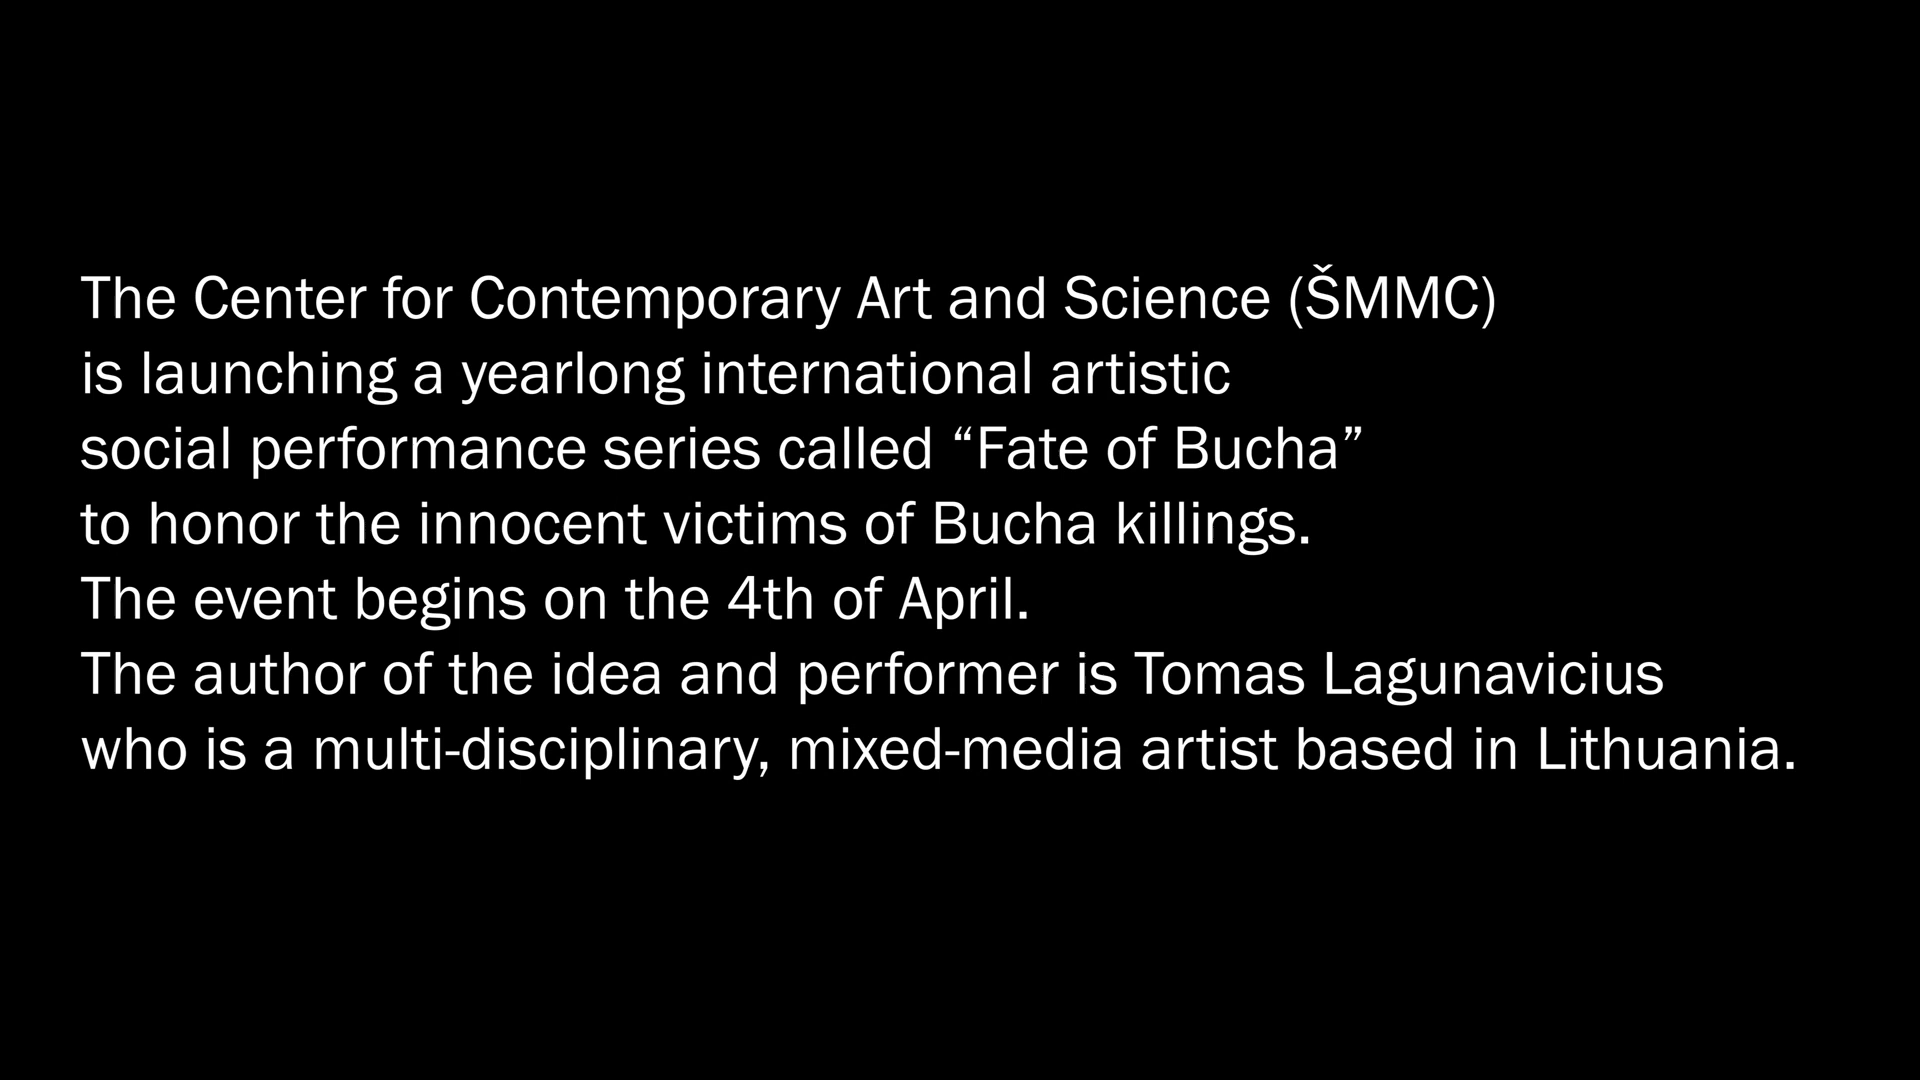 The Center for Contemporary Art and Science (ŠMMC)
is launching a yearlong international artistic
social performance series called “Fate of Bucha”
to honor the innocent victims of Bucha killings.
The event begins on the 4th of April.
The author of the idea and performer is Tomas Lagunavicius
who is a multi-disciplinary, mixed-media artist based in Lithuania.